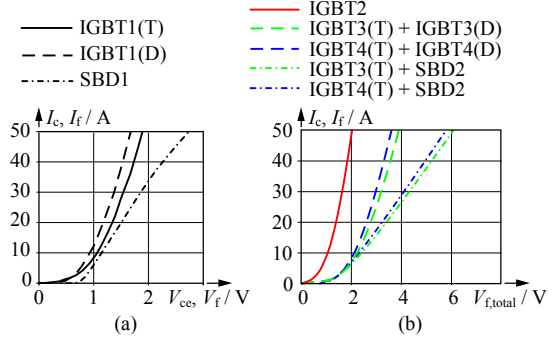 IGBT1(T)
IGBT1(D)
SBD1
IGBT2
IGBT3(T) + IGBT3(D)
IGBT4(T) + IGBT4(D)
IGBT3(T) + SBD2
IGBT4(T) + SBD2
Ic, If / A
50
40
30
20
10
0
0
1
2
Vce, Vf / V
(a)
Ic, If / A
50
40
30
20
10
0
0
2
4
6
Vf,total / V
(b)